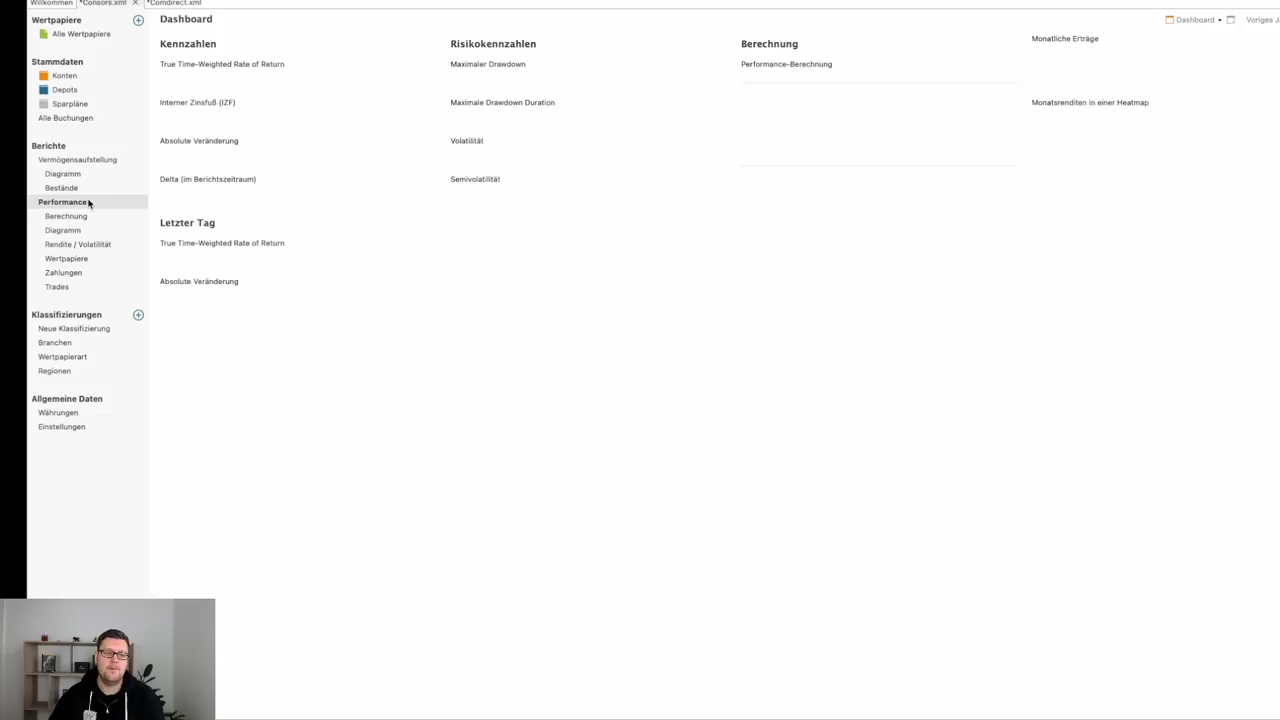 Willkommen
*Consors.xml
*Comdirect.xml
Wertpapiere
Alle Wertpapiere
Stammdaten
Konten
Depots
Sparpläne
Alle Buchungen
Berichte
Vermögensaufstellung
Diagramm
Bestände
Performance
Berechnung
Diagramm
Rendite / Volatilität
Wertpapiere
Zahlungen
Trades
Klassifizierungen
Neue Klassifizierung
Branchen
Wertpapierart
Regionen
Allgemeine Daten
Währungen
Einstellungen
Dashboard
Dashboard
Voriges J
Kennzahlen
True Time-Weighted Rate of Return
Interner Zinsfuß (IZF)
Absolute Veränderung
Delta (im Berichtszeitraum)
Letzter Tag
True Time-Weighted Rate of Return
Absolute Veränderung
Risikokennzahlen
Maximaler Drawdown
Maximale Drawdown Duration
Volatilität
Semivolatilität
Berechnung
Performance-Berechnung
Monatliche Erträge
Monatsrenditen in einer Heatmap